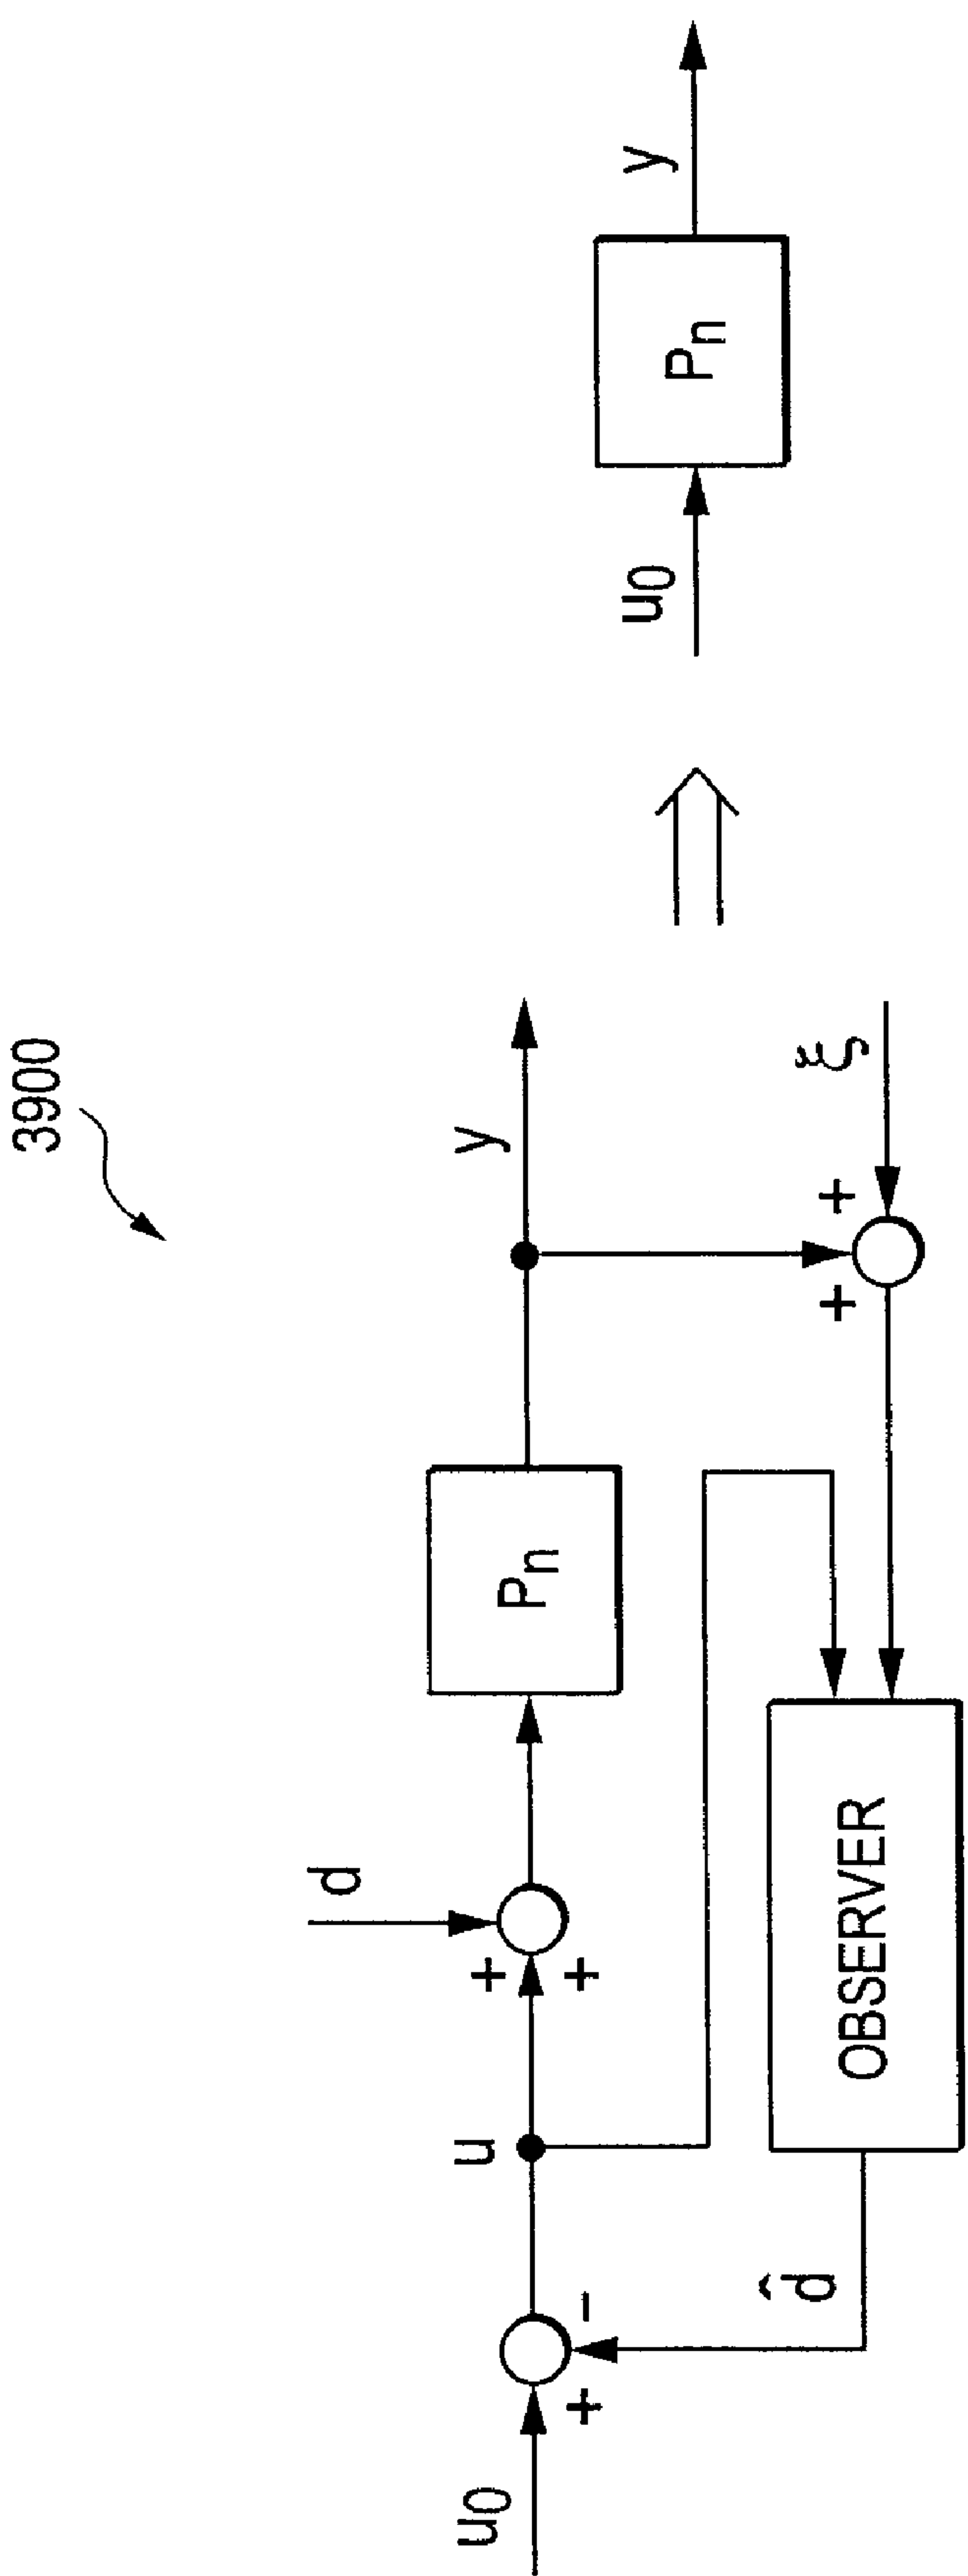 3900
u0
+
-
u
d
+
+
Pn
y
+
+
ξ
d̂
OBSERVER
u0
Pn
y